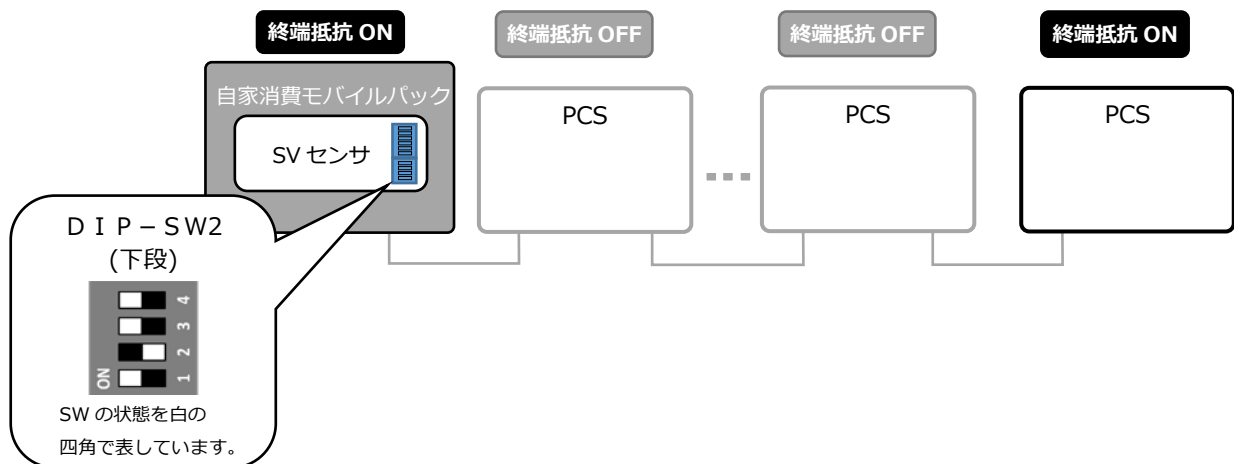 終端抵抗 ON
終端抵抗 OFF
終端抵抗 OFF
終端抵抗 ON
自家消費モバイルパック
SV センサ
PCS
PCS
PCS
ＤＩＰ－ＳＷ2
(下段)
4
3
2
1
ON
SW の状態を白の
四角で表しています。